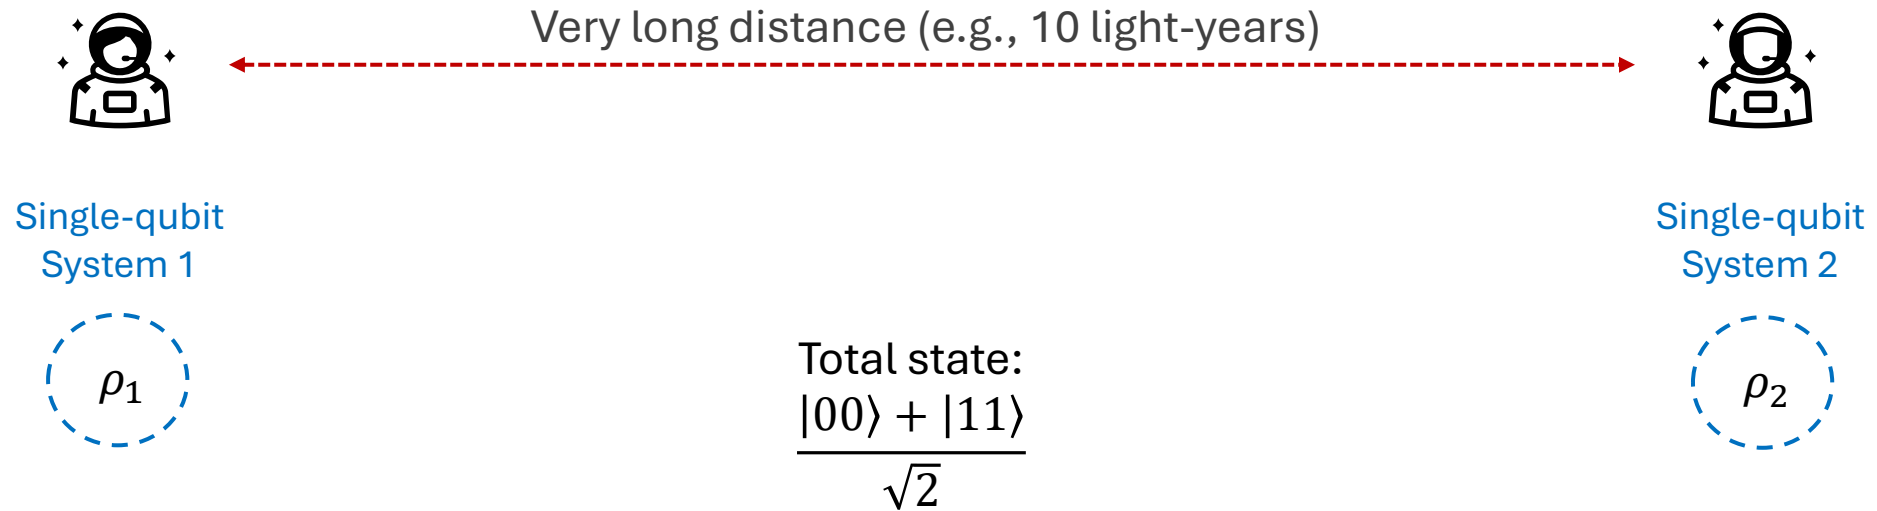 Very long distance (e.g., 10 light-years)
Single-qubit
System 1
Single-qubit
System 2
ρ₁
Total state:
|00⟩ + |11⟩
√2
ρ₂